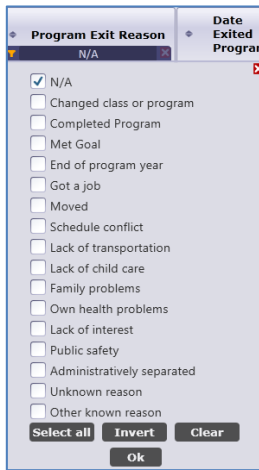 Program Exit Reason
Date
Exited
Program
N/A
N/A
Changed class or program
Completed Program
Met Goal
End of program year
Got a job
Moved
Schedule conflict
Lack of transportation
Lack of child care
Family problems
Own health problems
Lack of interest
Public safety
Administratively separated
Unknown reason
Other known reason
Select all Invert Clear
Ok